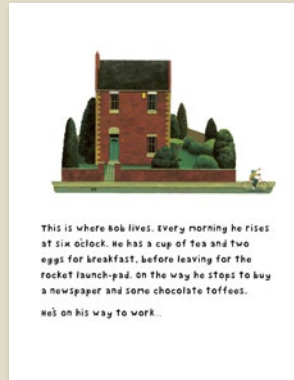 This is where Bob lives. Every morning he rises
at six o'clock. He has a cup of tea and two
eggs for breakfast, before leaving for the
rocket launch-pad. On the way he stops to buy
a newspaper and some chocolate toffees.
He's on his way to work...